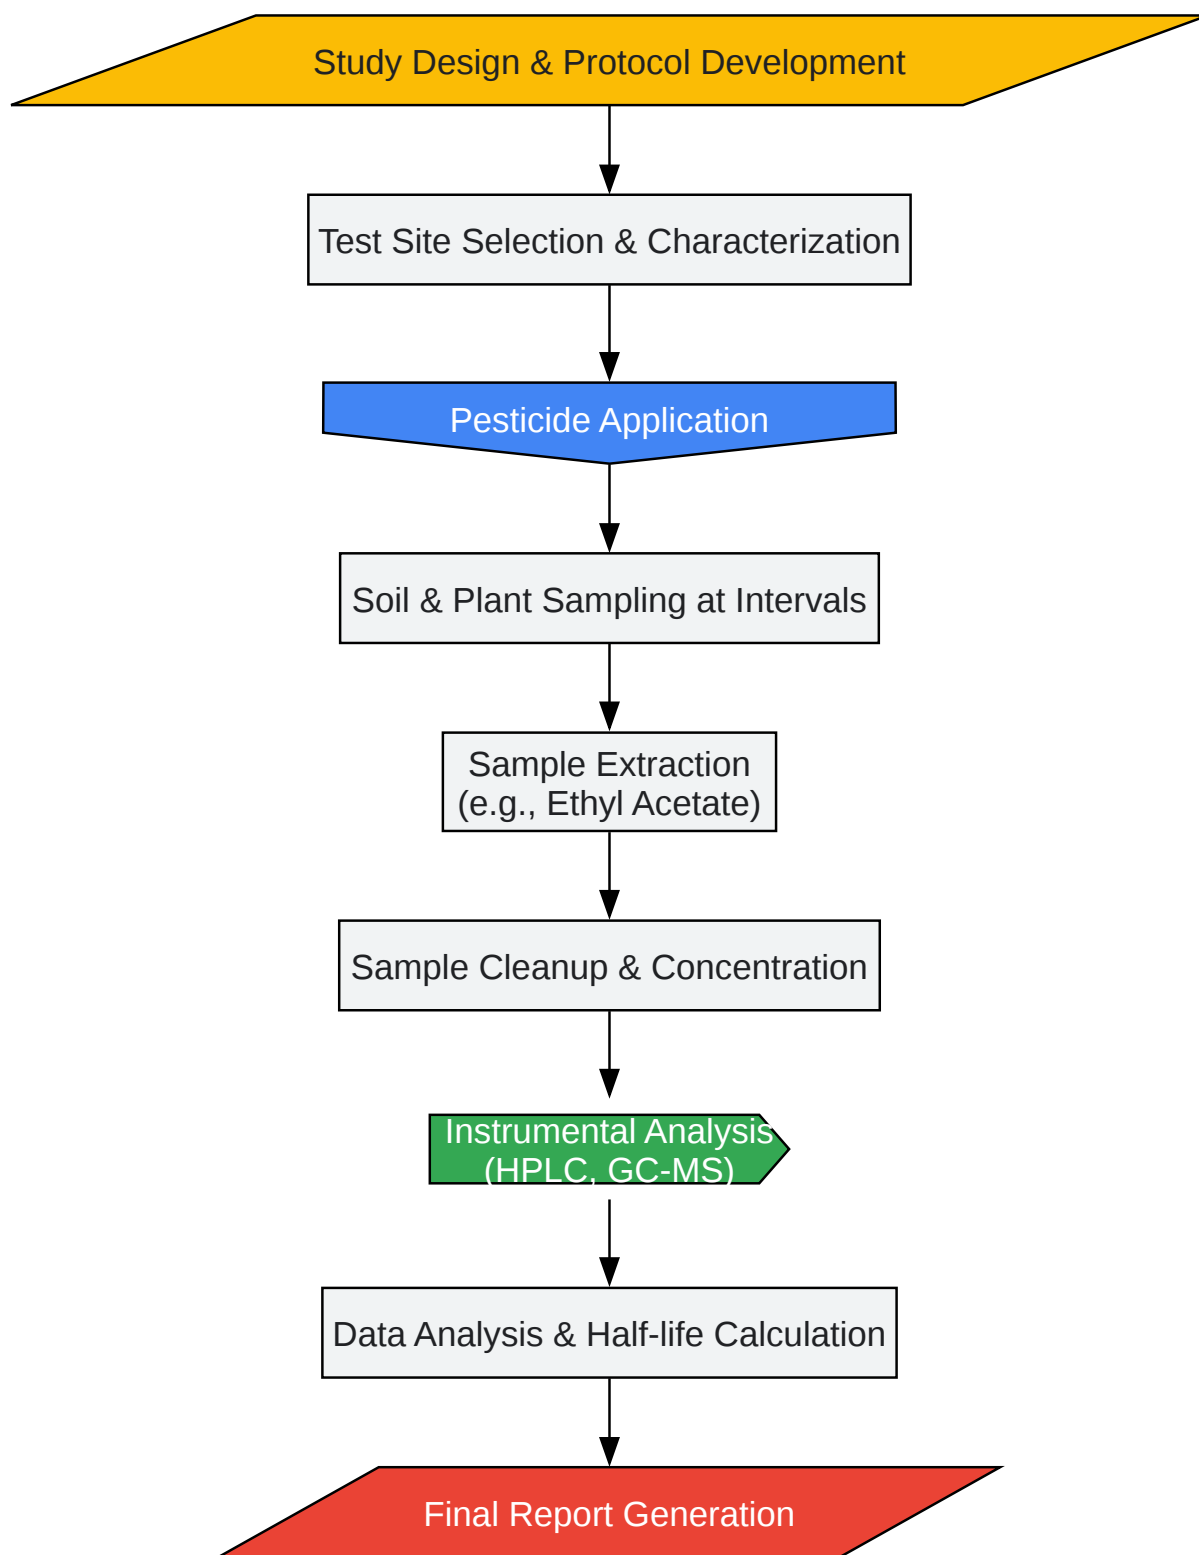 Study Design & Protocol Development
Test Site Selection & Characterization
Pesticide Application
Soil & Plant Sampling at Intervals
Sample Extraction
(e.g., Ethyl Acetate)
Sample Cleanup & Concentration
Instrumental Analysis
(HPLC, GC-MS)
Data Analysis & Half-life Calculation
Final Report Generation